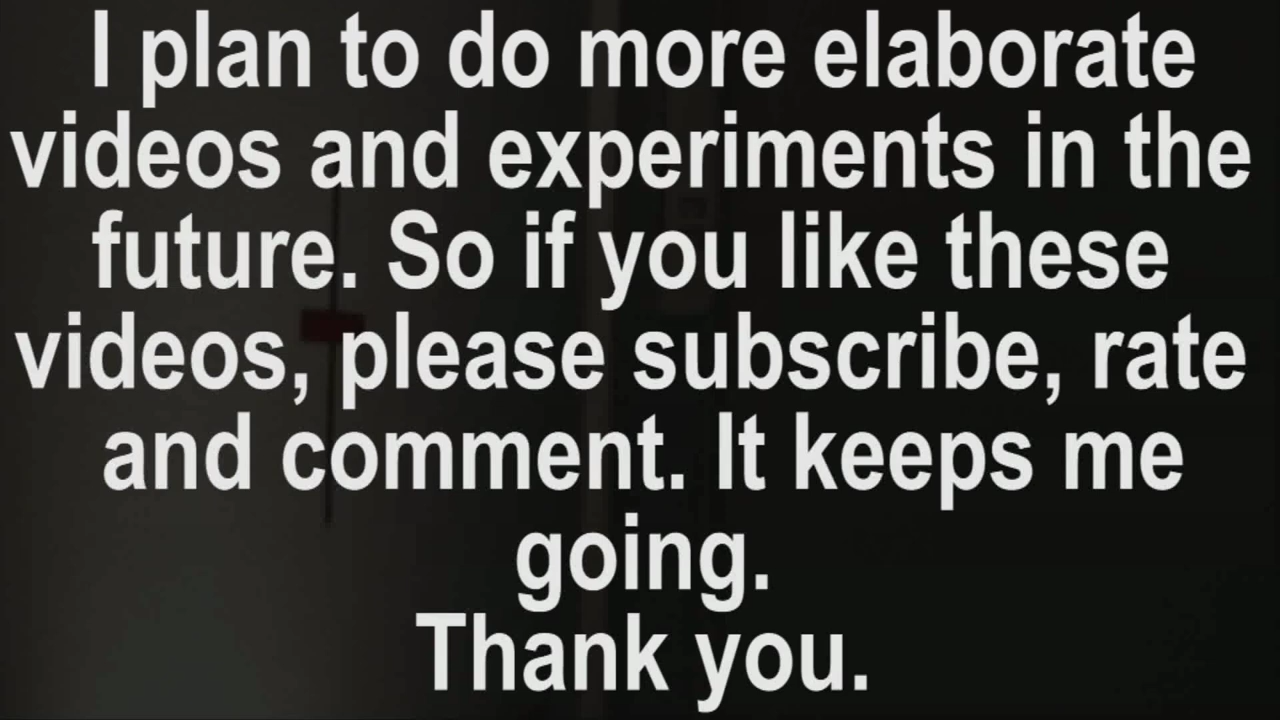 I plan to do more elaborate
videos and experiments in the
future. So if you like these
videos, please subscribe, rate
and comment. It keeps me
going.
Thank you.